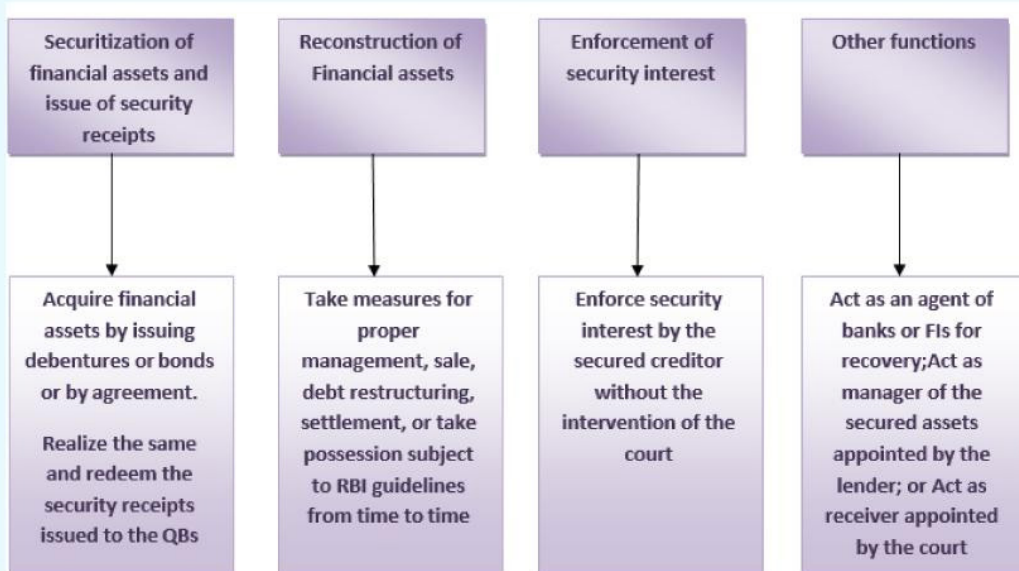 Securitization of
financial assets and
issue of security
receipts
Reconstruction of
Financial assets
Enforcement of
security interest
Other functions
Acquire financial
assets by issuing
debentures or bonds
or by agreement.
Realize the same
and redeem the
security receipts
issued to the QBs
Take measures for
proper
management, sale,
debt restructuring,
settlement, or take
possession subject
to RBI guidelines
from time to time
Enforce security
interest by the
secured creditor
without the
intervention of the
court
Act as an agent of
banks or FIs for
recovery;Act as
manager of the
secured assets
appointed by the
lender; or Act as
receiver appointed
by the court